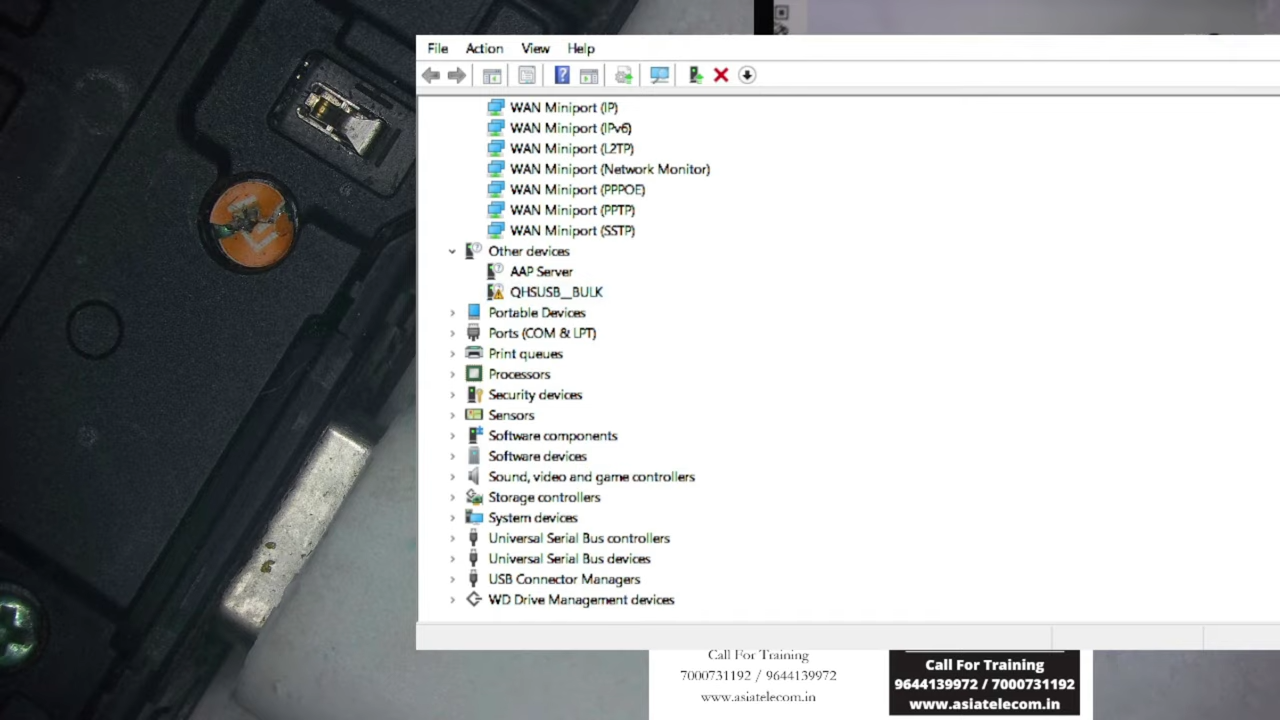 File Action View Help
WAN Miniport (IP)
WAN Miniport (IPv6)
WAN Miniport (L2TP)
WAN Miniport (Network Monitor)
WAN Miniport (PPPOE)
WAN Miniport (PPTP)
WAN Miniport (SSTP)
Other devices
AAP Server
QHSUSB__BULK
Portable Devices
Ports (COM & LPT)
Print queues
Processors
Security devices
Sensors
Software components
Software devices
Sound, video and game controllers
Storage controllers
System devices
Universal Serial Bus controllers
Universal Serial Bus devices
USB Connector Managers
WD Drive Management devices
Call For Training
7000731192 / 9644139972
www.asiatelecom.in
Call For Training
9644139972 / 7000731192
www.asiatelecom.in